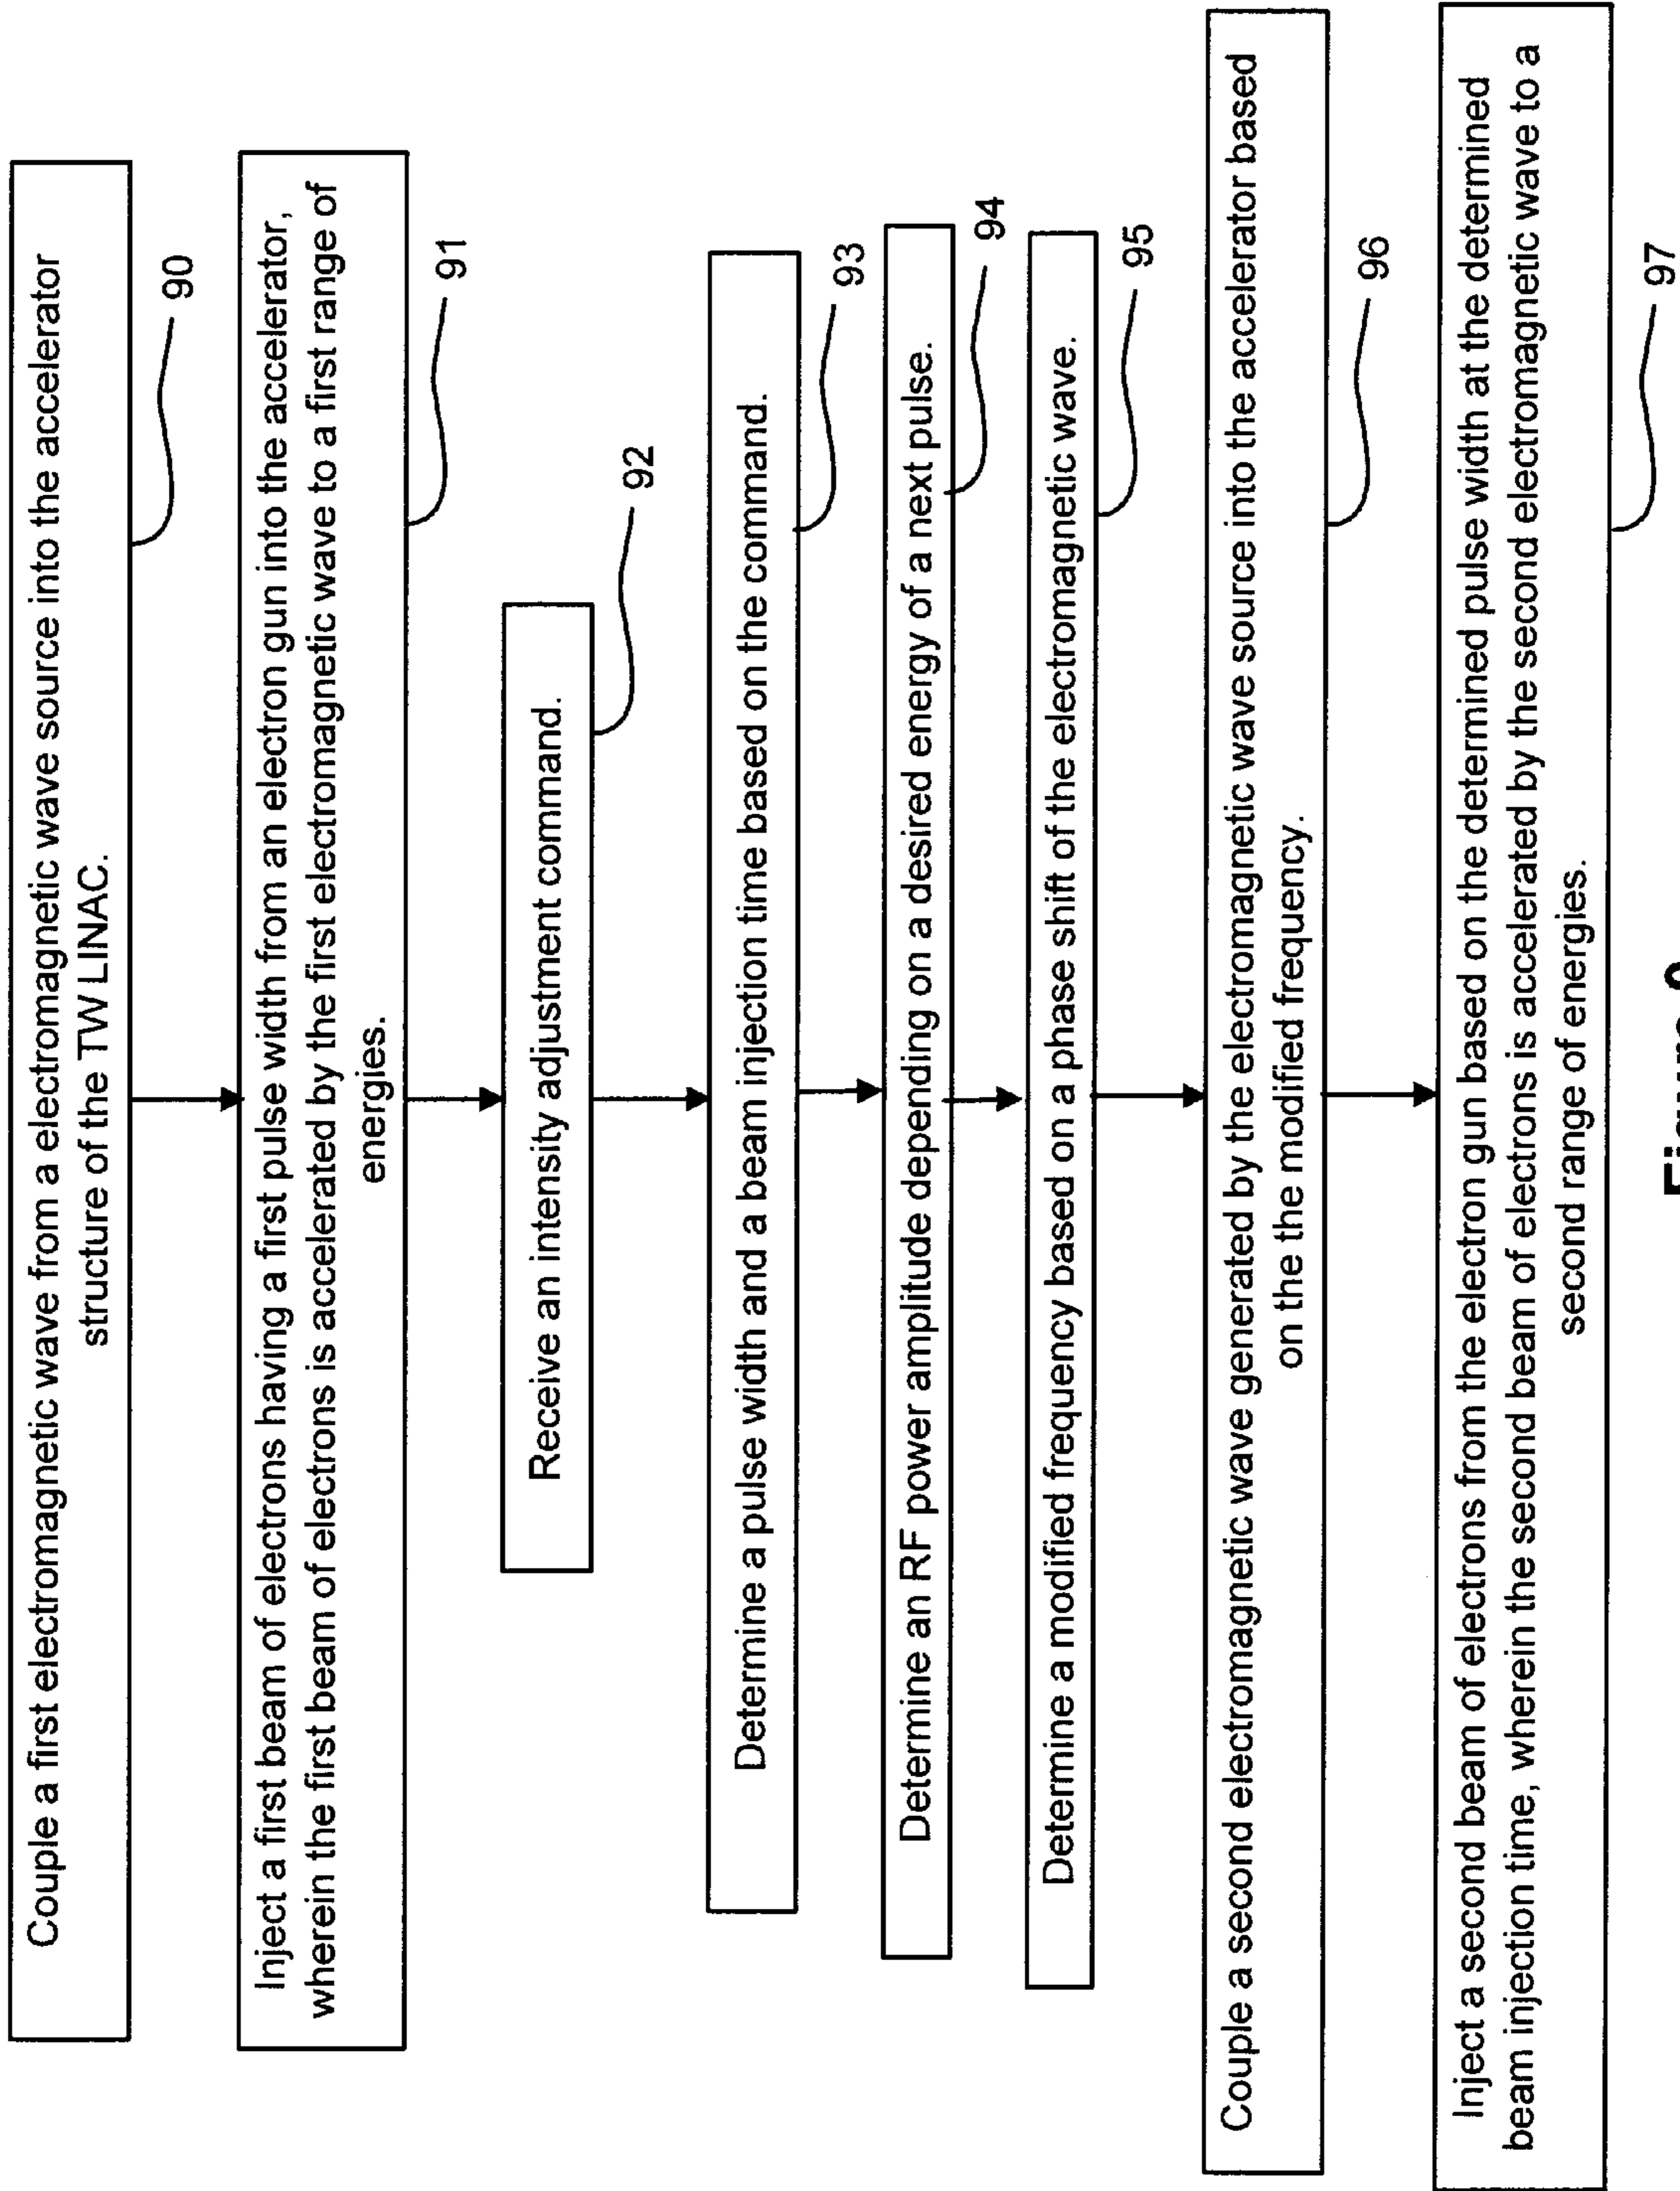 Couple a first electromagnetic wave from a electromagnetic wave source into the accelerator
structure of the TW LINAC.
90
Inject a first beam of electrons having a first pulse width from an electron gun into the accelerator,
wherein the first beam of electrons is accelerated by the first electromagnetic wave to a first range of
energies.
91
Receive an intensity adjustment command.
92
Determine a pulse width and a beam injection time based on the command.
93
Determine an RF power amplitude depending on a desired energy of a next pulse.
94
Determine a modified frequency based on a phase shift of the electromagnetic wave.
95
Couple a second electromagnetic wave generated by the electromagnetic wave source into the accelerator based
on the the modified frequency.
96
Inject a second beam of electrons from the electron gun based on the determined pulse width at the determined
beam injection time, wherein the second beam of electrons is accelerated by the second electromagnetic wave to a
second range of energies.
97
Figure